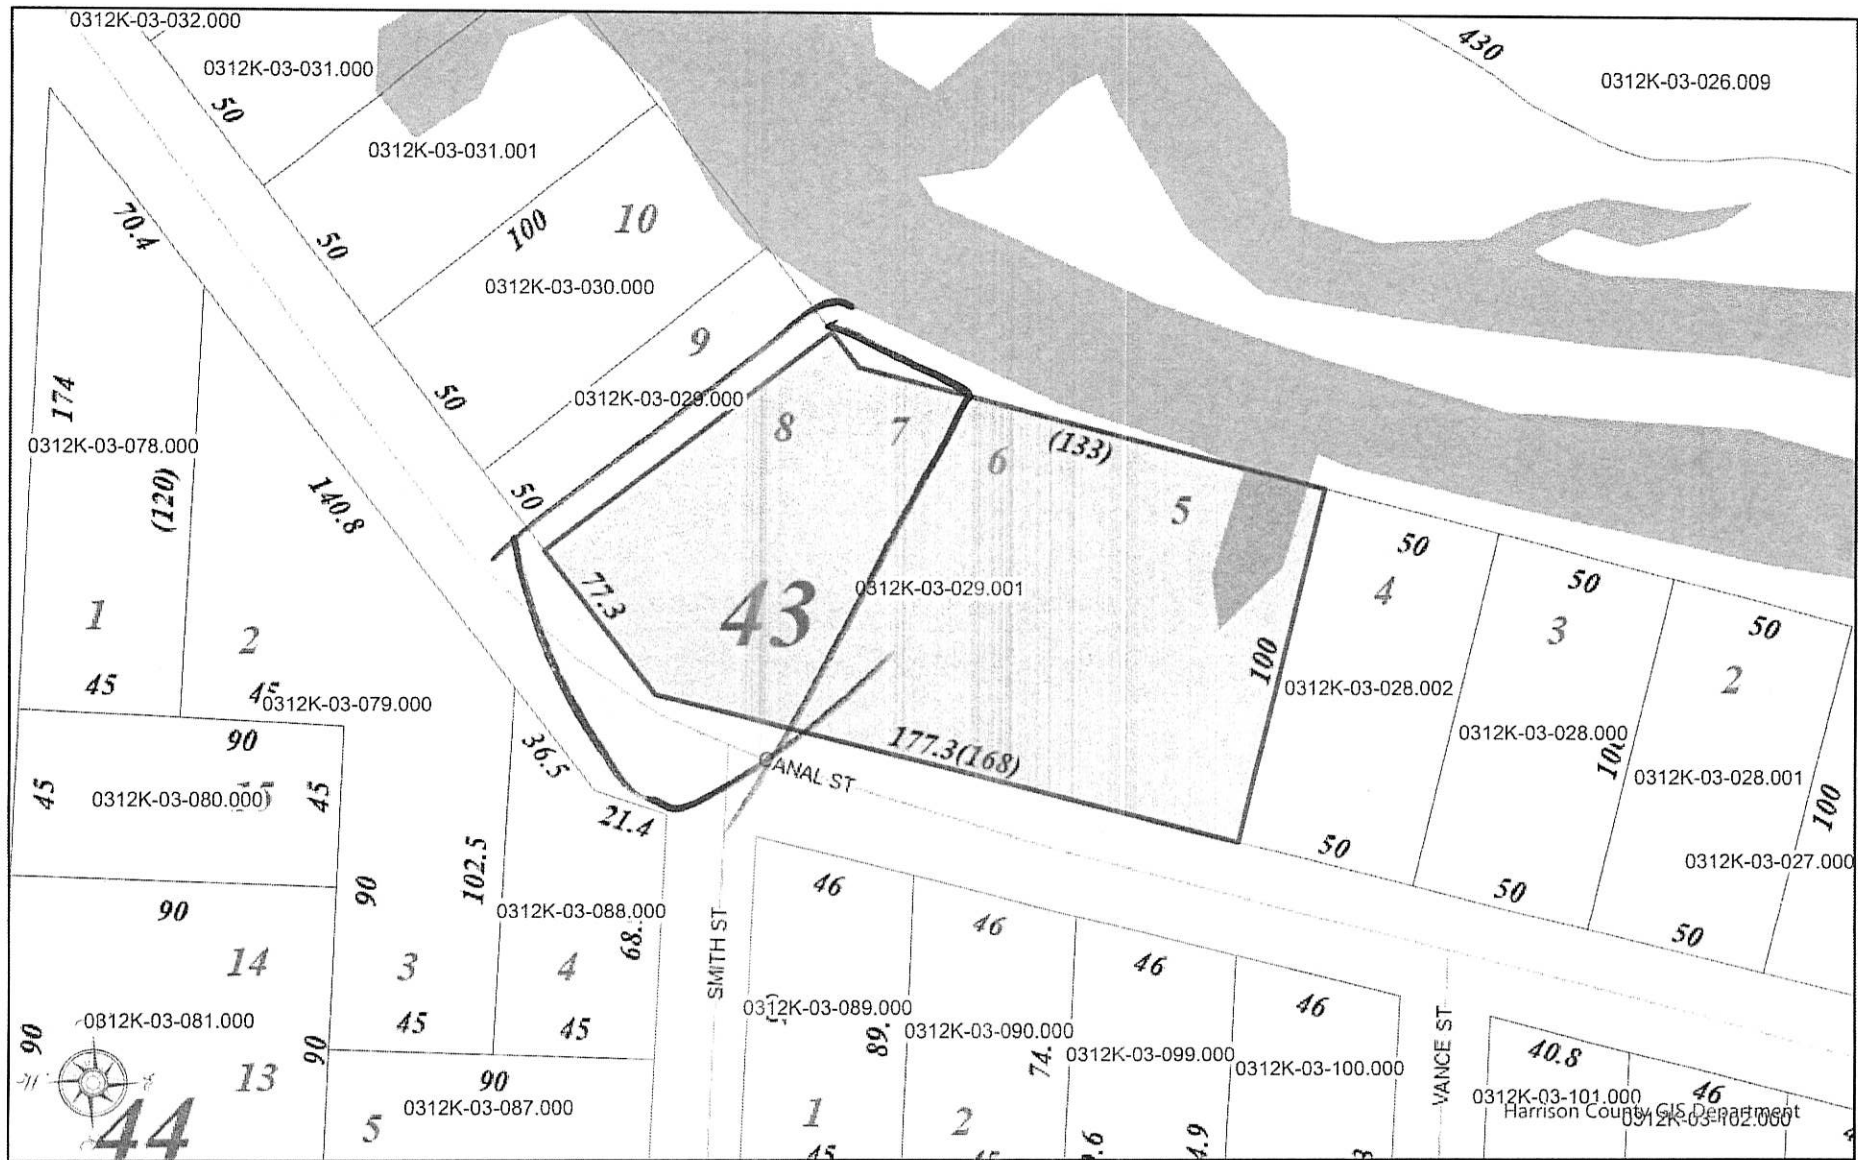 0312K-03-032.000
0312K-03-031.000
50
430
0312K-03-026.009
0312K-03-031.001
70.4
50
100
10
0312K-03-030.000
9
174
50
0312K-03-029.000
8
7
6
(133)
0312K-03-078.000
(120)
140.8
50
5
50
50
50
77.3
43
0312K-03-029.001
4
3
2
1
2
45
45
0312K-03-079.000
100
0312K-03-028.002
0312K-03-028.000
0312K-03-028.001
100
90
36.5
177.3(168)
CANAL ST
45
0312K-03-080.000
45
21.4
50
50
50
0312K-03-027.000
90
90
102.5
0312K-03-088.000
68.
SMITH ST
46
46
46
46
14
3
4
0312K-03-081.000
45
45
0312K-03-089.000
89.
0312K-03-090.000
74.
0312K-03-099.000
0312K-03-100.000
VANCE ST
40.8
90
90
13
90
0312K-03-087.000
44
5
1
2
0312K-03-101.000
46
Harrison County GIS Department
0312K-03-102.000
45